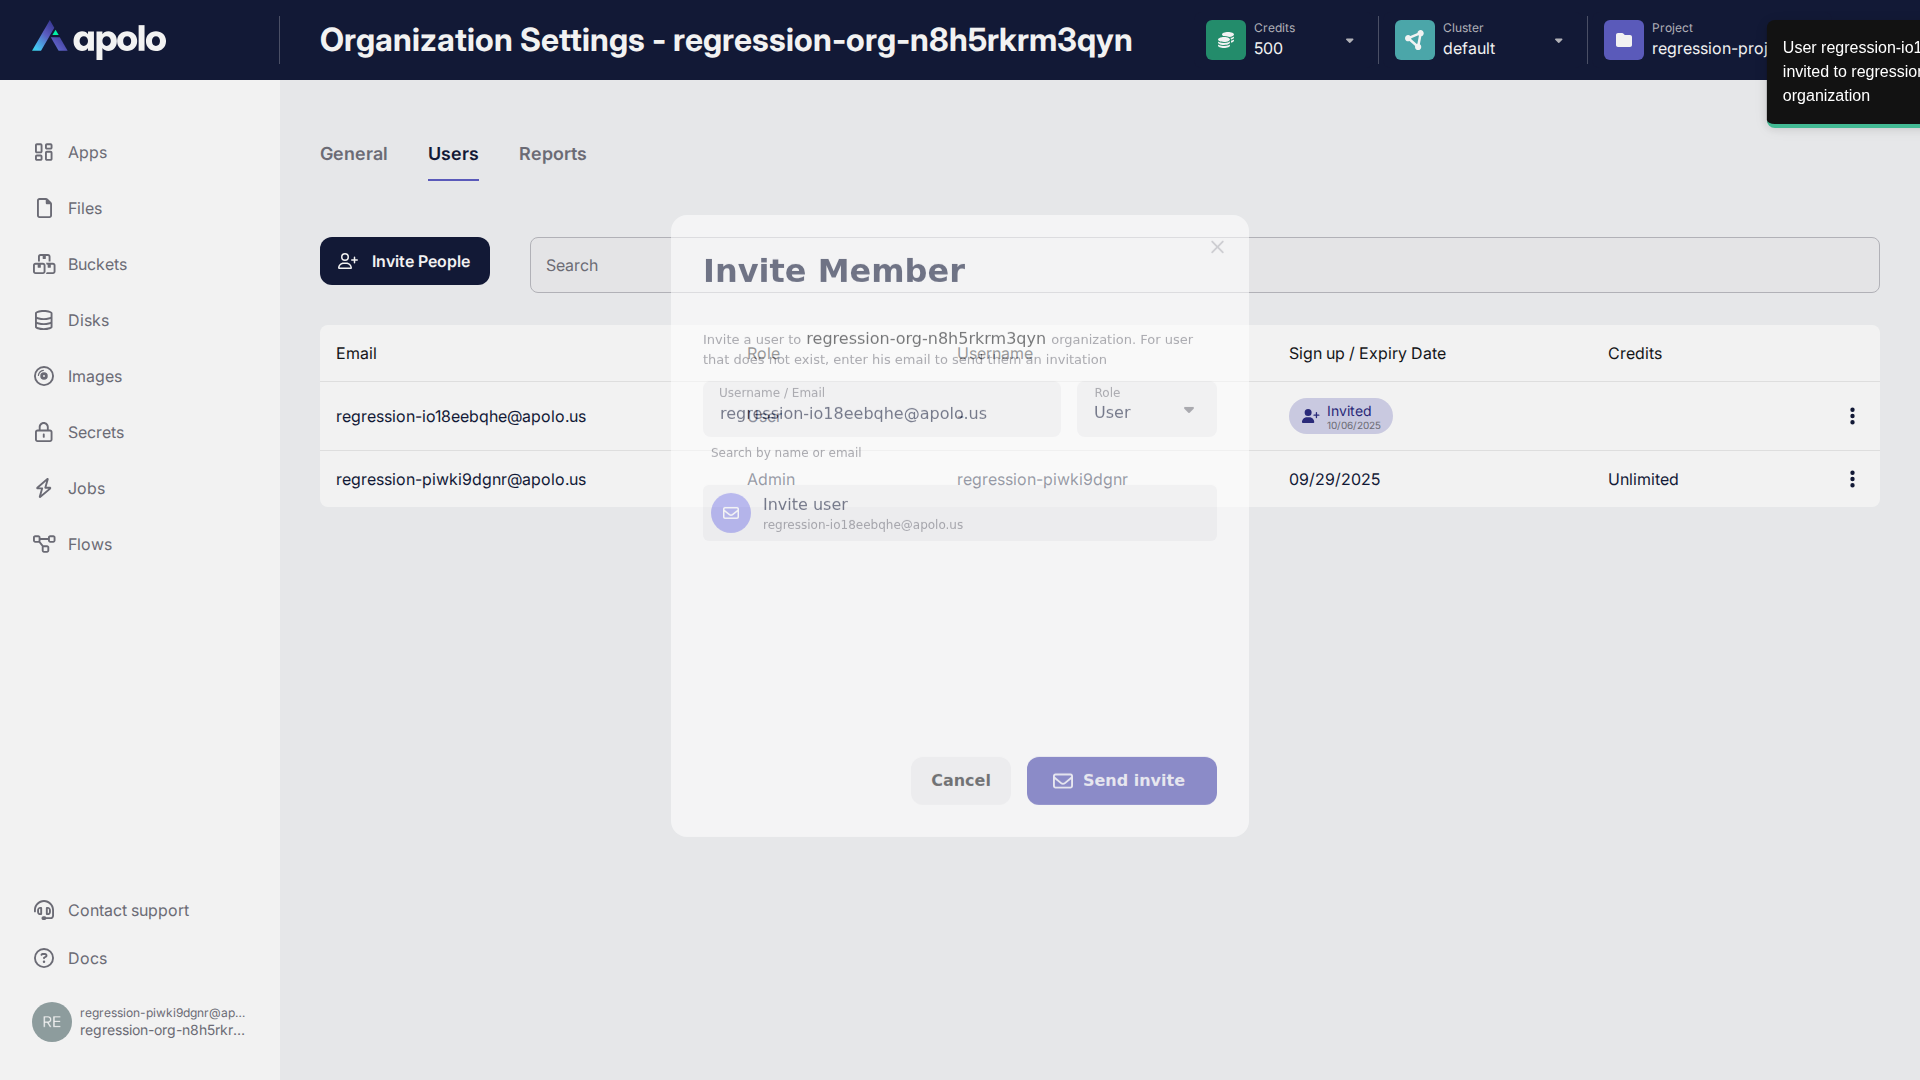 apolo
Organization Settings - regression-org-n8h5rkrm3qyn
Credits
500
Cluster
default
Project
regression-proj
User regression-io1
invited to regression
organization
Apps
Files
Buckets
Disks
Images
Secrets
Jobs
Flows
Contact support
Docs
RE
regression-piwki9dgnr@ap...
regression-org-n8h5rkr...
General
Users
Reports
Invite People
Search
Email
Role
Username
Sign up / Expiry Date
Credits
regression-io18eebqhe@apolo.us
User
-
Invited
10/06/2025
regression-piwki9dgnr@apolo.us
Admin
regression-piwki9dgnr
09/29/2025
Unlimited
Invite Member
Invite a user to regression-org-n8h5rkrm3qyn organization. For user
that does not exist, enter his email to send them an invitation
Username / Email
regression-io18eebqhe@apolo.us
Role
User
Search by name or email
Invite user
regression-io18eebqhe@apolo.us
Cancel
Send invite